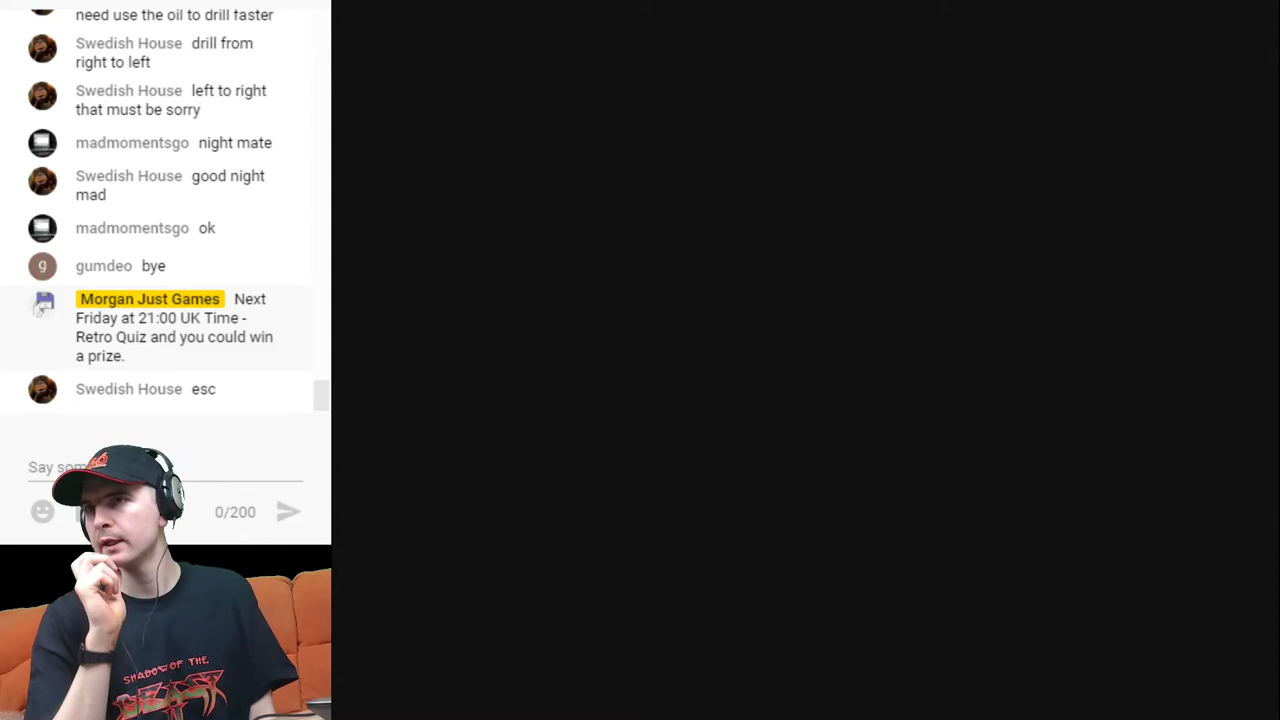 need use the oil to drill faster
Swedish House drill from
right to left
Swedish House left to right
that must be sorry
madmomentsgo night mate
Swedish House good night
mad
madmomentsgo ok
g gumdeo bye
Morgan Just Games Next
Friday at 21:00 UK Time -
Retro Quiz and you could win
a prize.
Swedish House esc
Say
0/200
SHADOW OF THE
BEAST